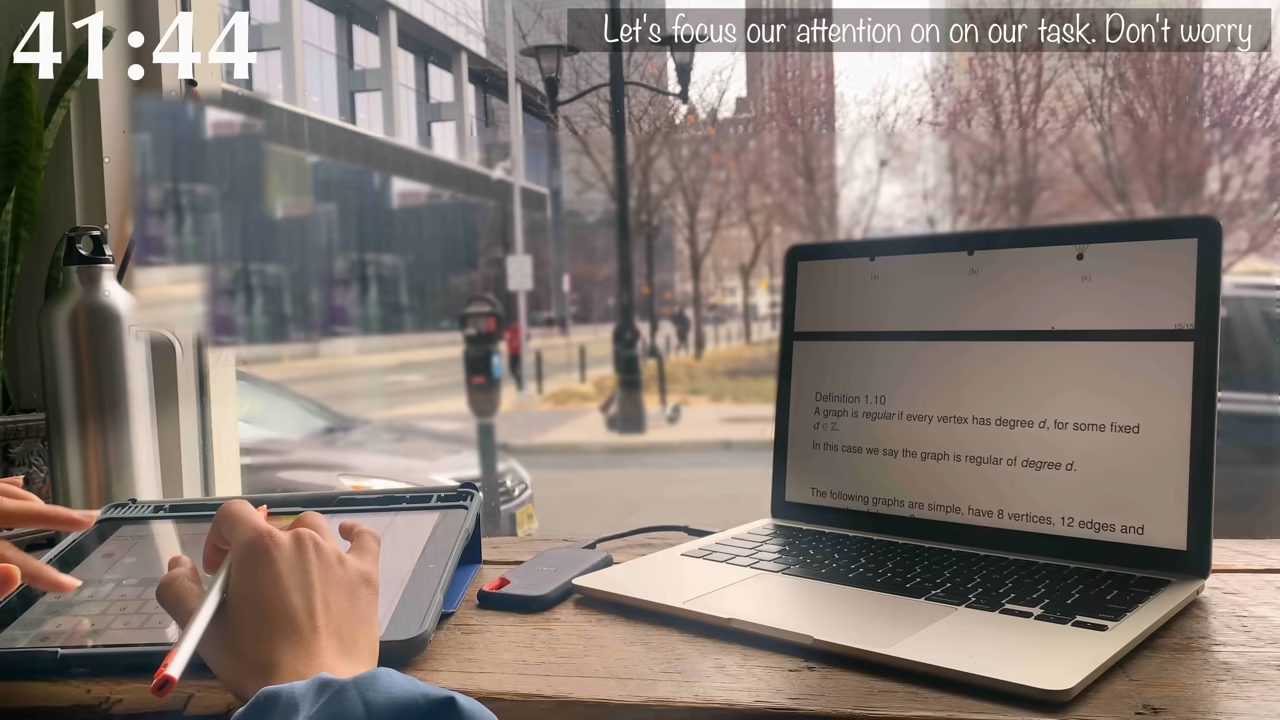 41:44
Let's focus our attention on on our task. Don't worry
(a)
(b)
(c)
15/15
Definition 1.10
A graph is regular if every vertex has degree d, for some fixed
d ∈ ℤ.
In this case we say the graph is regular of degree d.
The following graphs are simple, have 8 vertices, 12 edges and